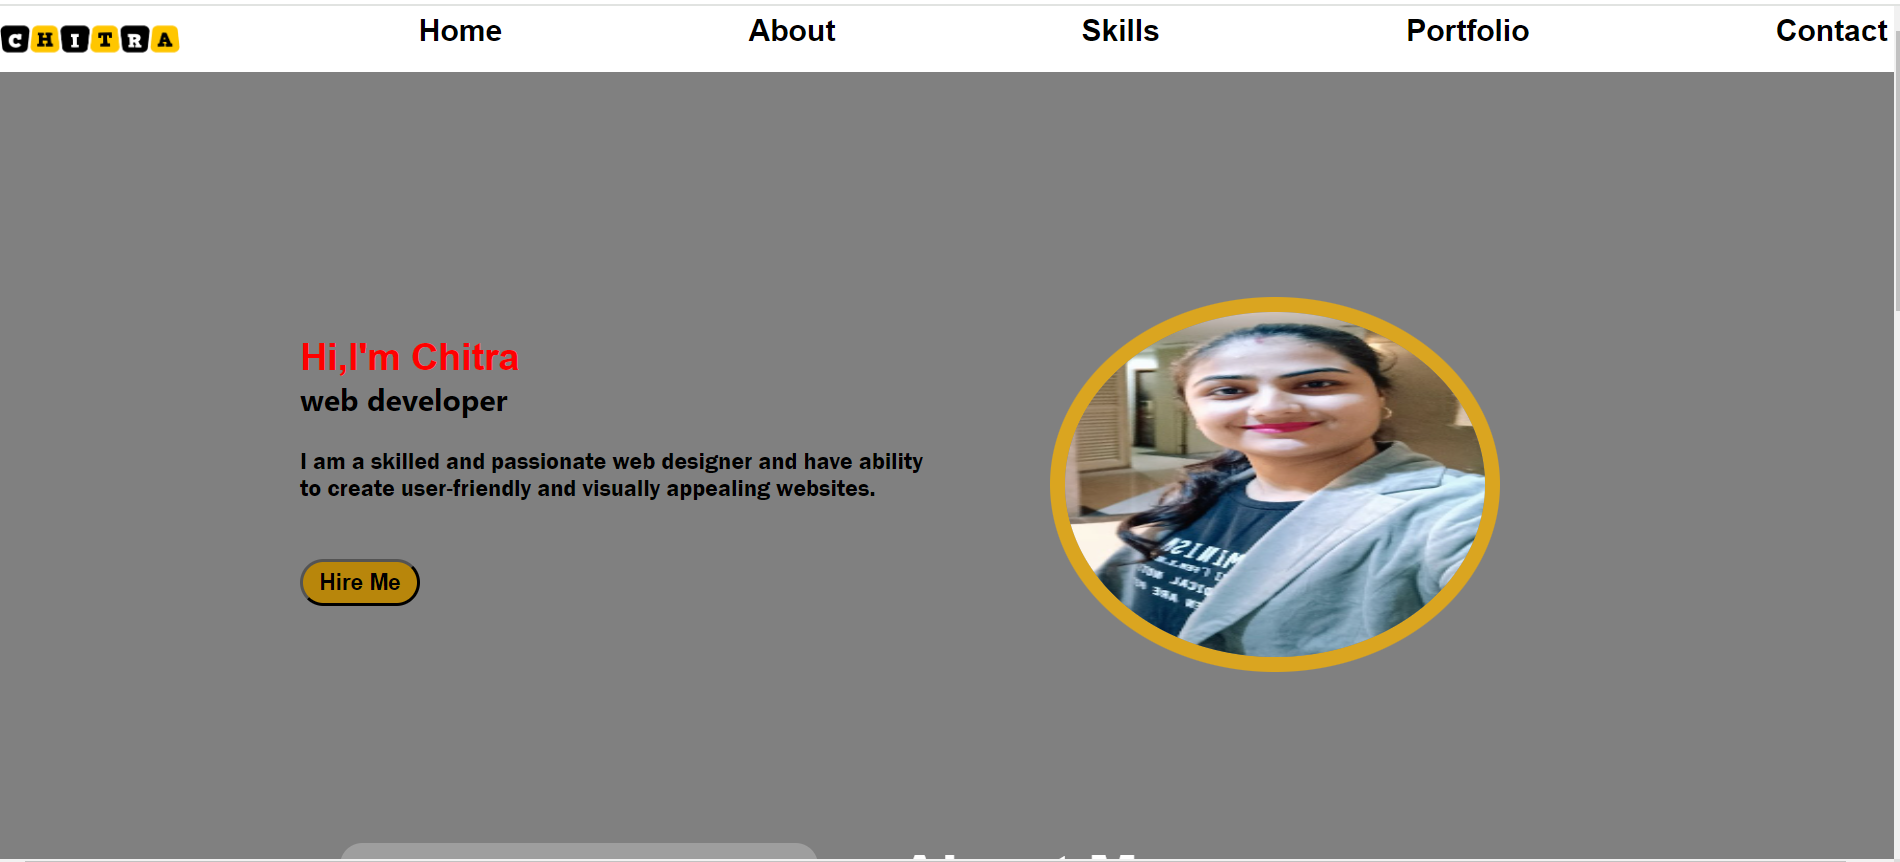 CHITRA
Home
About
Skills
Portfolio
Contact
Hi,I'm Chitra
web developer
I am a skilled and passionate web designer and have ability
to create user-friendly and visually appealing websites.
Hire Me